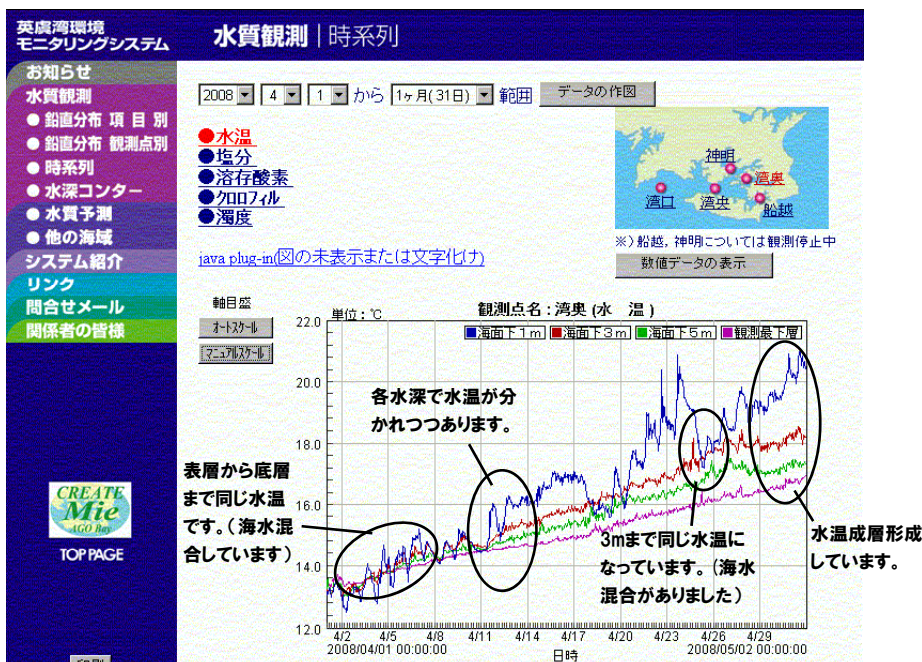 英虞湾環境
モニタリングシステム
水質観測 | 時系列
お知らせ
水質観測
● 鉛直分布 項 目 別
● 鉛直分布 観測点別
● 時系列
● 水深コンター
● 水質予測
● 他の海域
システム紹介
リンク
問合せメール
関係者の皆様
CREATE
Mie
AGO Bay
TOP PAGE
2008 4 1 から 1ヶ月(31日) 範囲 データの作図
●水温
●塩分
●溶存酸素
●クロロフィル
●濁度
java plug-in(図の未表示または文字化け)
神明
湾奥
湾口
湾央
船越
※)船越, 神明については観測停止中
数値データの表示
軸目盛
オートスケール
マニュアルスケール
単位:℃
観測点名:湾奥 (水 温)
海面下1m 海面下3m 海面下5m 観測最下層
22.0
20.0
18.0
16.0
14.0
12.0
各水深で水温が分
かれつつあります。
表層から底層
まで同じ水温
です。(海水混
合しています)
3mまで同じ水温に
なっています。(海水
混合がありました)
水温成層形成
しています。
4/2 4/5 4/8 4/11 4/14 4/17 4/20 4/23 4/26 4/29
2008/04/01 00:00:00 2008/05/02 00:00:00
日時